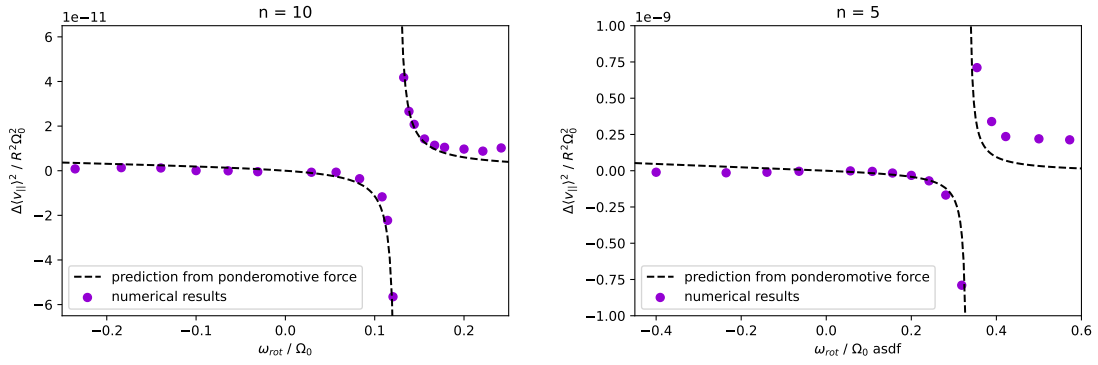 n = 10
1e−11
6
4
2
0
−2
−4
−6
Δ⟨v||⟩² / R²Ω₀²
prediction from ponderomotive force
numerical results
−0.2 −0.1 0.0 0.1 0.2
ω_rot / Ω₀
n = 5
1e−9
1.00
0.75
0.50
0.25
0.00
−0.25
−0.50
−0.75
−1.00
Δ⟨v||⟩² / R²Ω₀²
prediction from ponderomotive force
numerical results
−0.4 −0.2 0.0 0.2 0.4 0.6
ω_rot / Ω₀ asdf